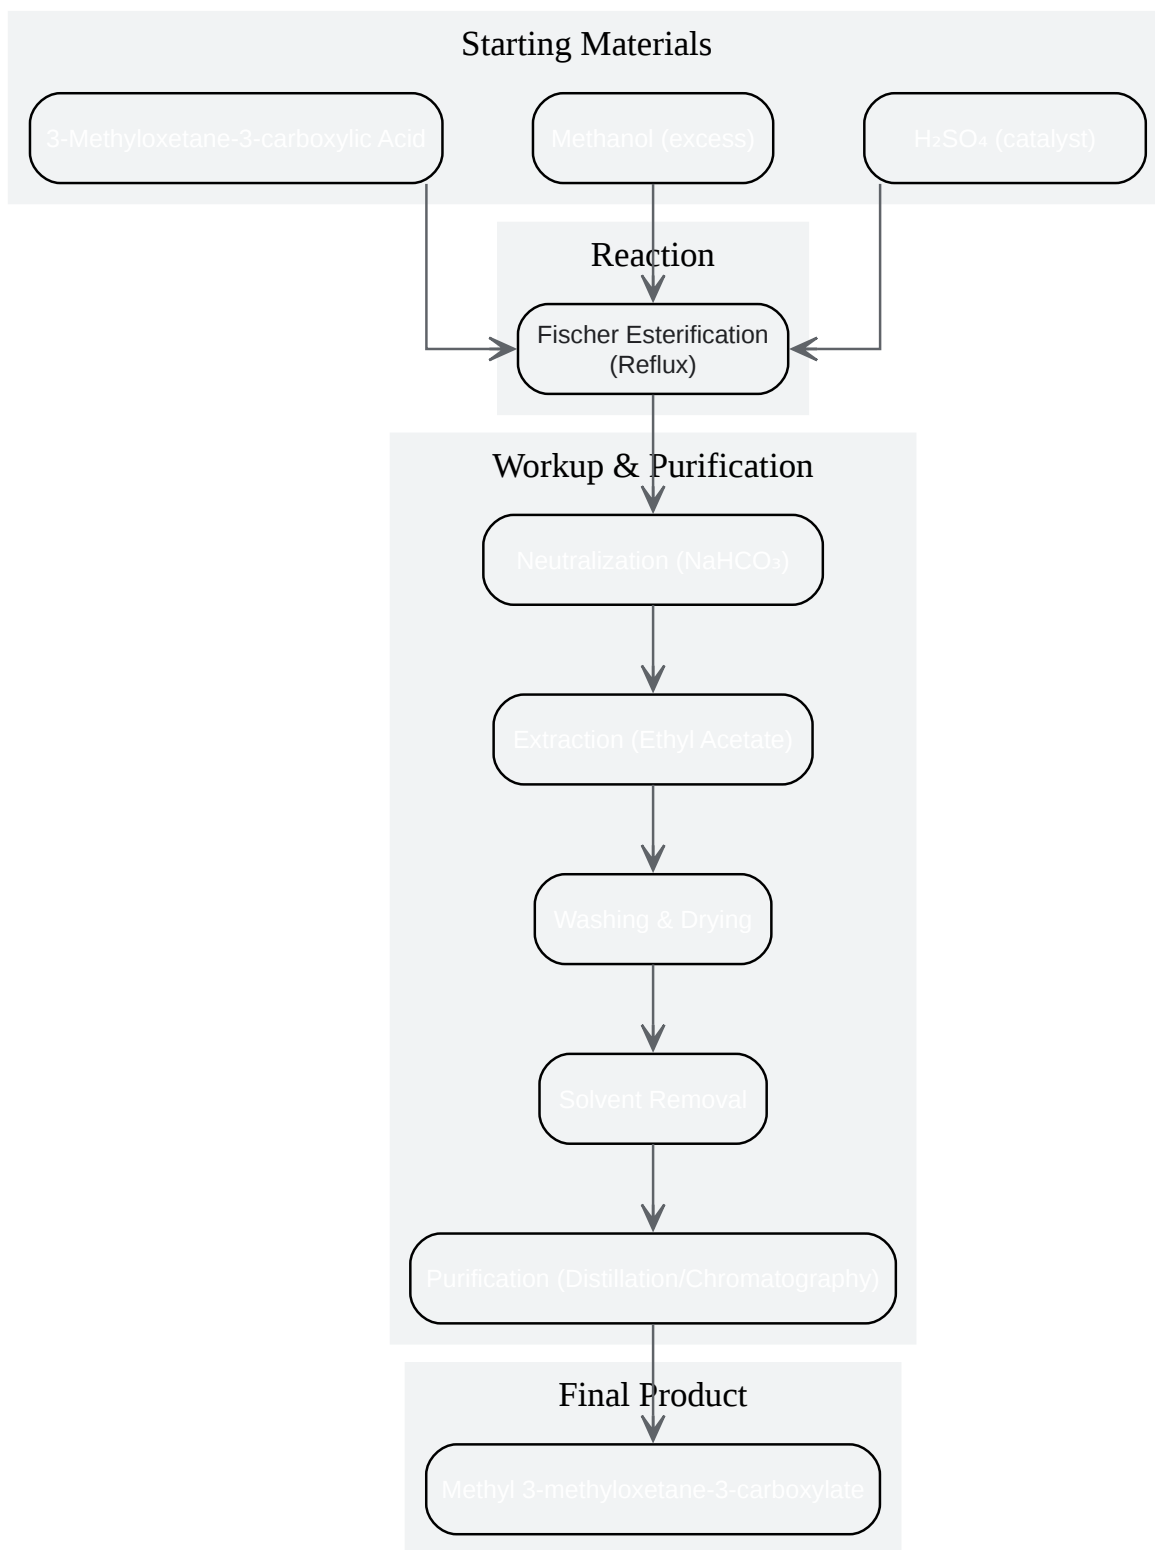 Starting Materials
3-Methyloxetane-3-carboxylic Acid
Methanol (excess)
H₂SO₄ (catalyst)
Reaction
Fischer Esterification
(Reflux)
Workup & Purification
Neutralization (NaHCO₃)
Extraction (Ethyl Acetate)
Washing & Drying
Solvent Removal
Purification (Distillation/Chromatography)
Final Product
Methyl 3-methyloxetane-3-carboxylate